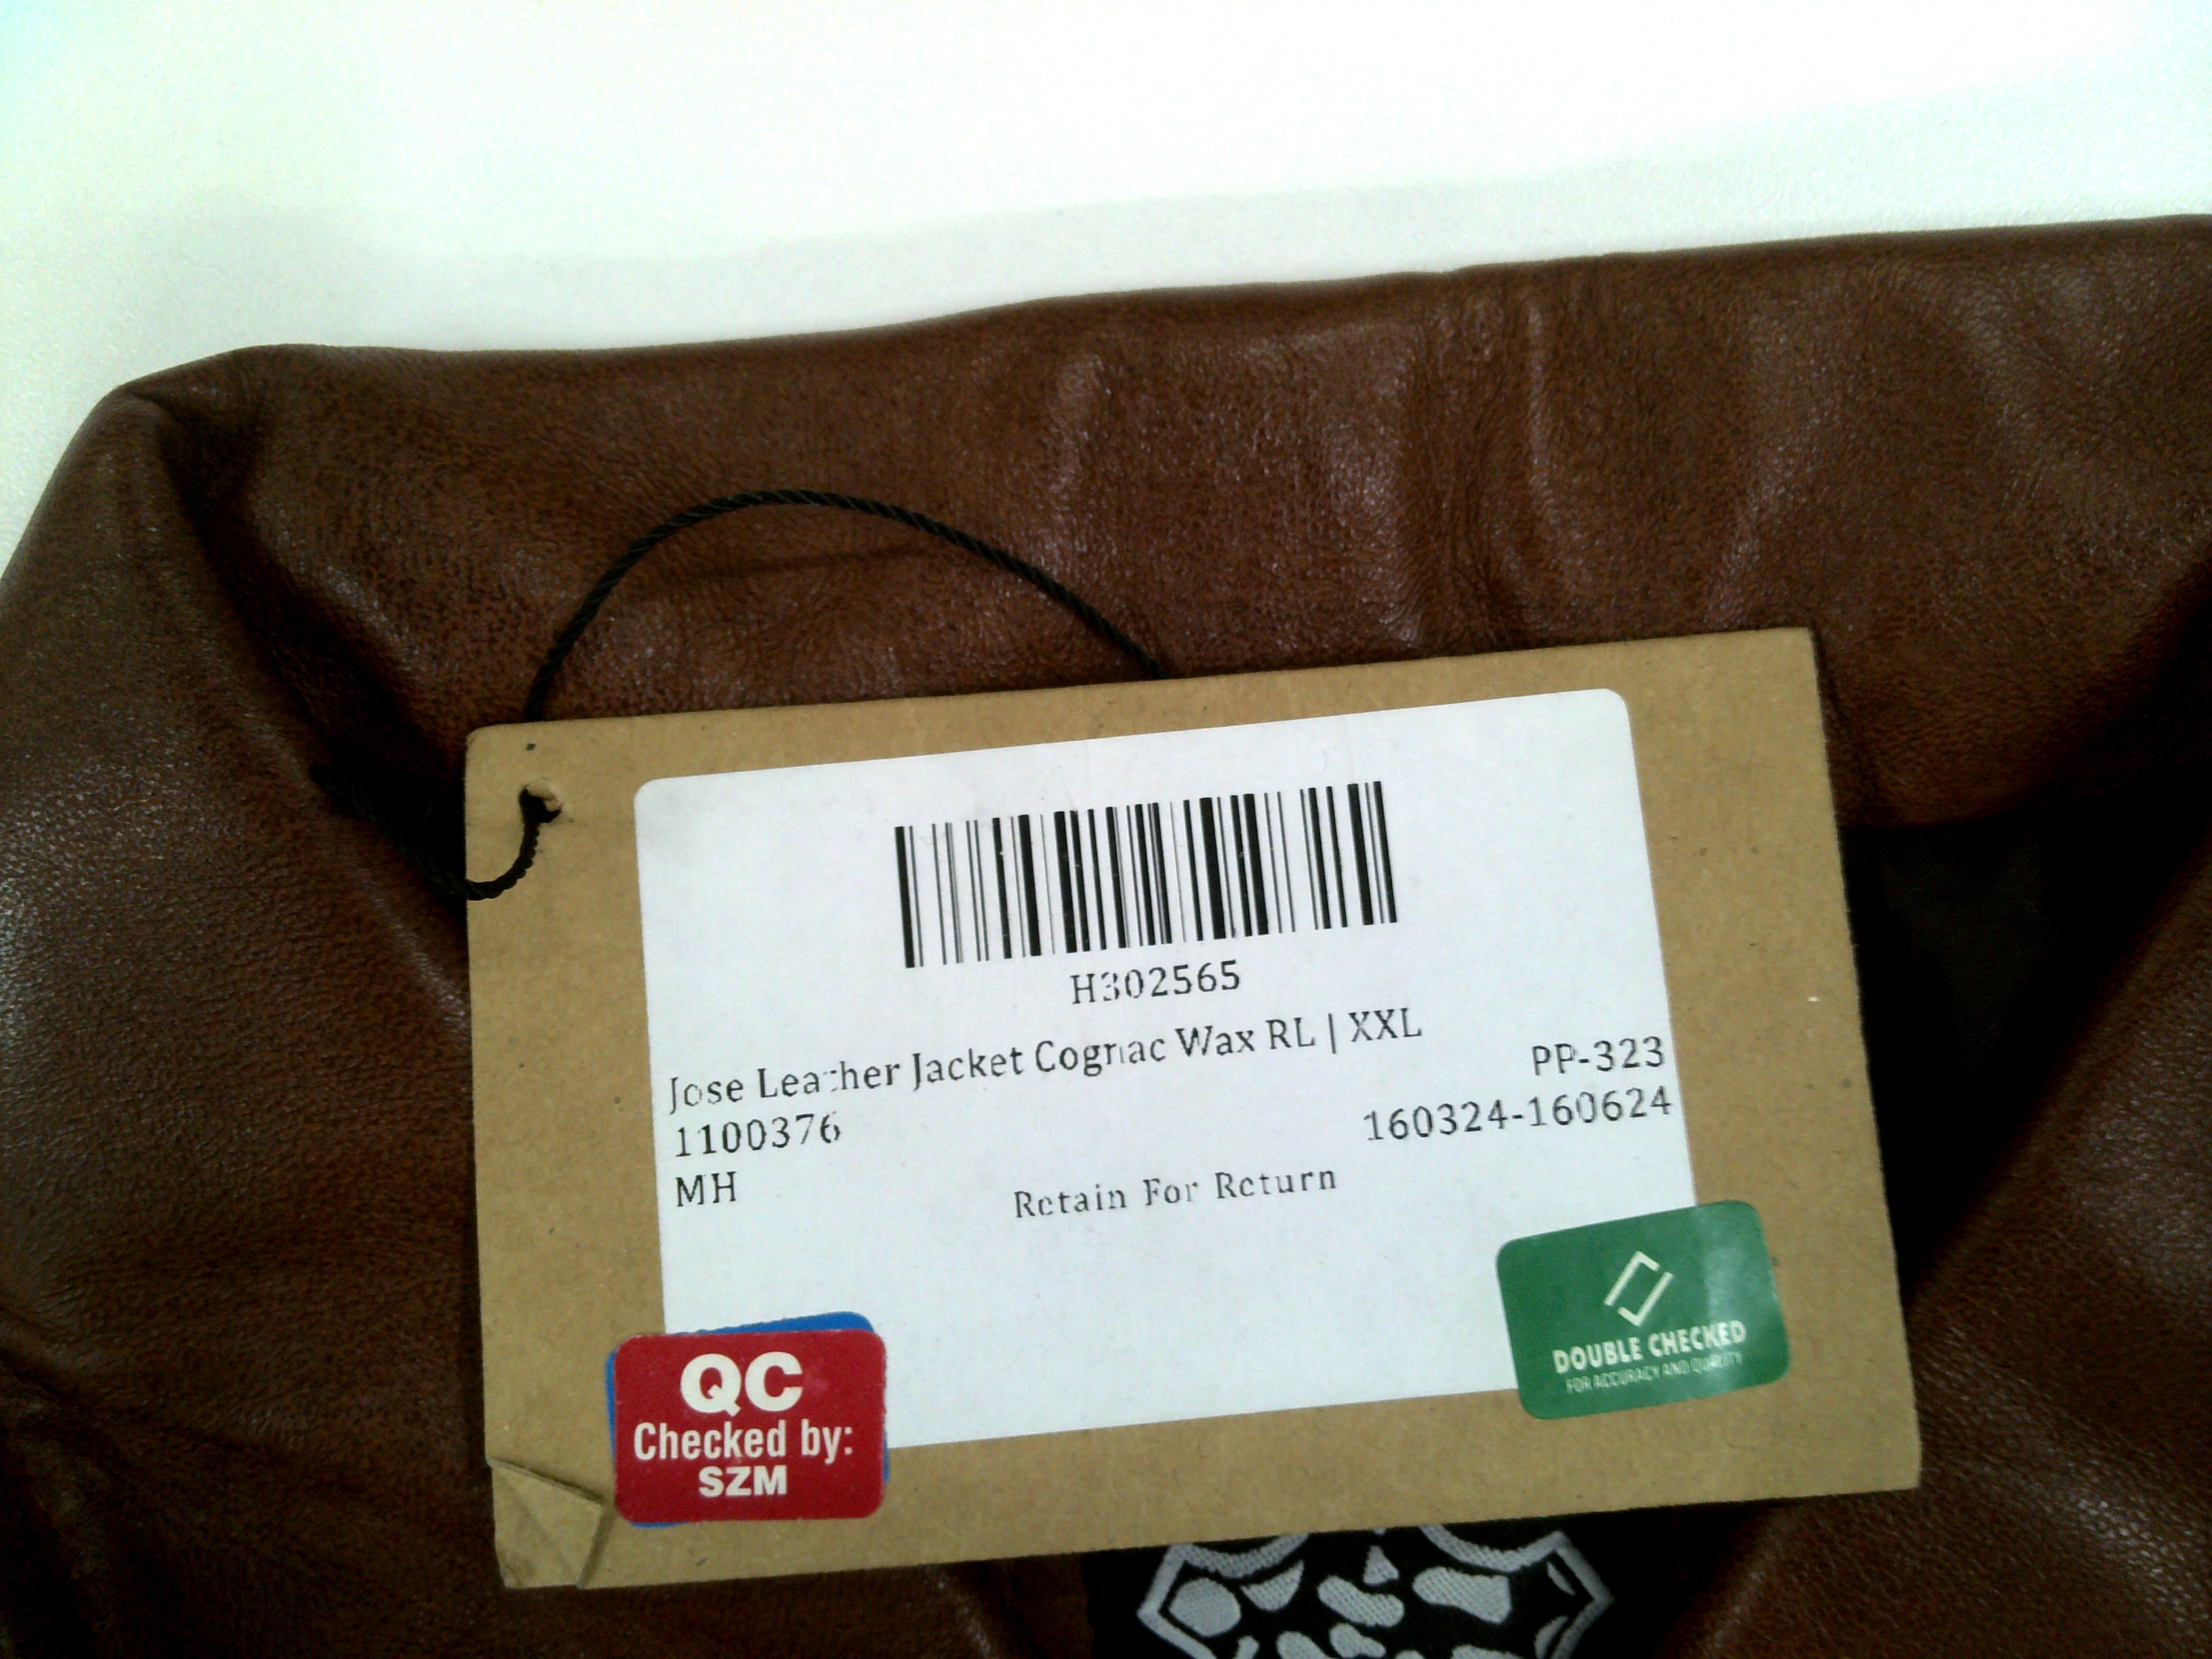 H302565
Jose Leather Jacket Cognac Wax RL | XXL
PP-323
1100376
160324-160624
MH
Retain For Return
QC
Checked by:
SZM
DOUBLE CHECKED
FOR ACCURACY AND QUALITY